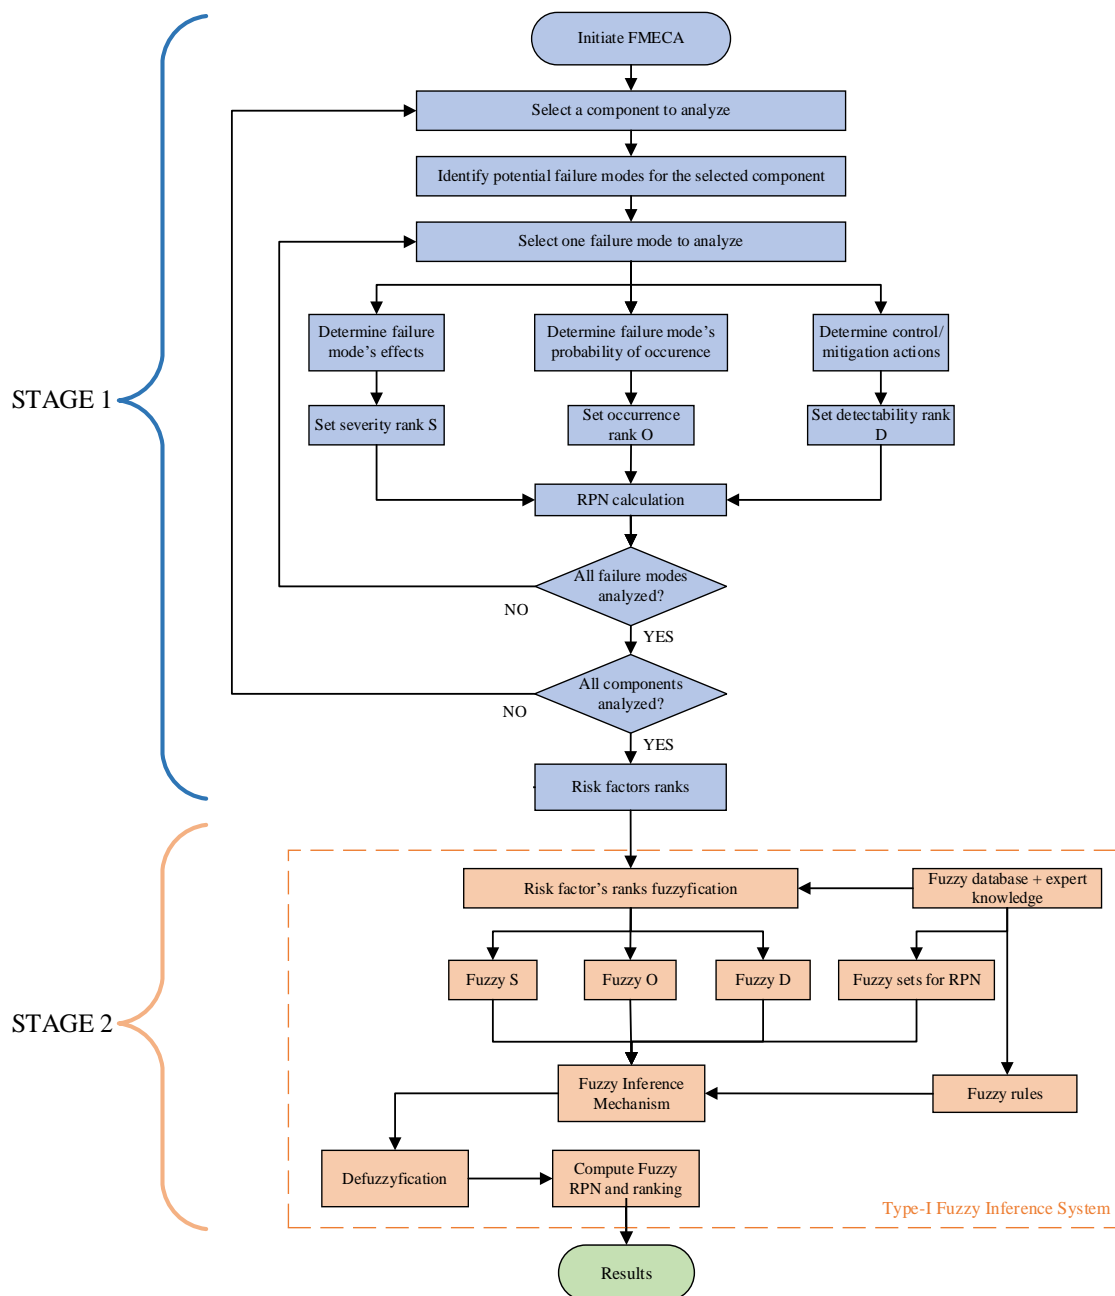 Initiate FMECA
Select a component to analyze
Identify potential failure modes for the selected component
Select one failure mode to analyze
Determine failure
mode's effects
Determine failure mode's
probability of occurence
Determine control/
mitigation actions
STAGE 1
Set severity rank S
Set occurrence
rank O
Set detectability rank
D
RPN calculation
All failure modes
analyzed?
NO
YES
All components
analyzed?
NO
YES
Risk factors ranks
Risk factor's ranks fuzzyfication
Fuzzy database + expert
knowledge
Fuzzy S
Fuzzy O
Fuzzy D
Fuzzy sets for RPN
STAGE 2
Fuzzy Inference
Mechanism
Fuzzy rules
Defuzzyfication
Compute Fuzzy
RPN and ranking
Type-I Fuzzy Inference System
Results